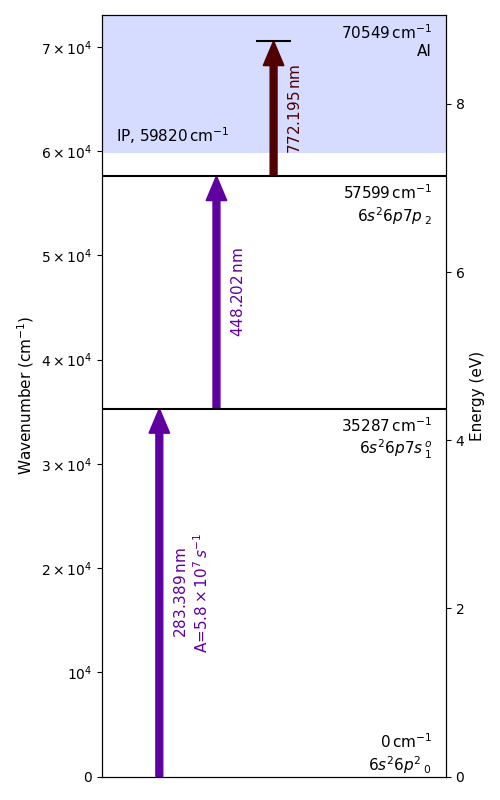 70549 cm⁻¹
AI
IP, 59820 cm⁻¹
772.195 nm
57599 cm⁻¹
6s²6p7p ₂
448.202 nm
35287 cm⁻¹
6s²6p7s ᵒ₁
283.389 nm
A=5.8 × 10⁷ s⁻¹
0 cm⁻¹
6s²6p² ₀
Wavenumber (cm⁻¹)
7 × 10⁴
6 × 10⁴
5 × 10⁴
4 × 10⁴
3 × 10⁴
2 × 10⁴
10⁴
0
Energy (eV)
8
6
4
2
0